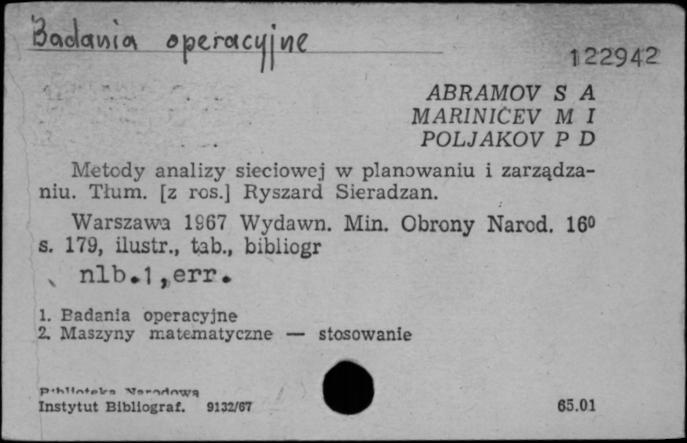 Badania operacyjne
122942
ABRAMOV S A
MARINIČEV M I
POLJAKOV P D
Metody analizy sieciowej w planowaniu i zarządza-
niu. Tłum. [z ros.] Ryszard Sieradzan.
Warszawa 1967 Wydawn. Min. Obrony Narod. 16⁰
s. 179, ilustr., tab., bibliogr
nlb.1,err.
1. Badania operacyjne
2. Maszyny matematyczne — stosowanie
Biblioteka Narodowa
Instytut Bibliograf. 9132/67
65.01